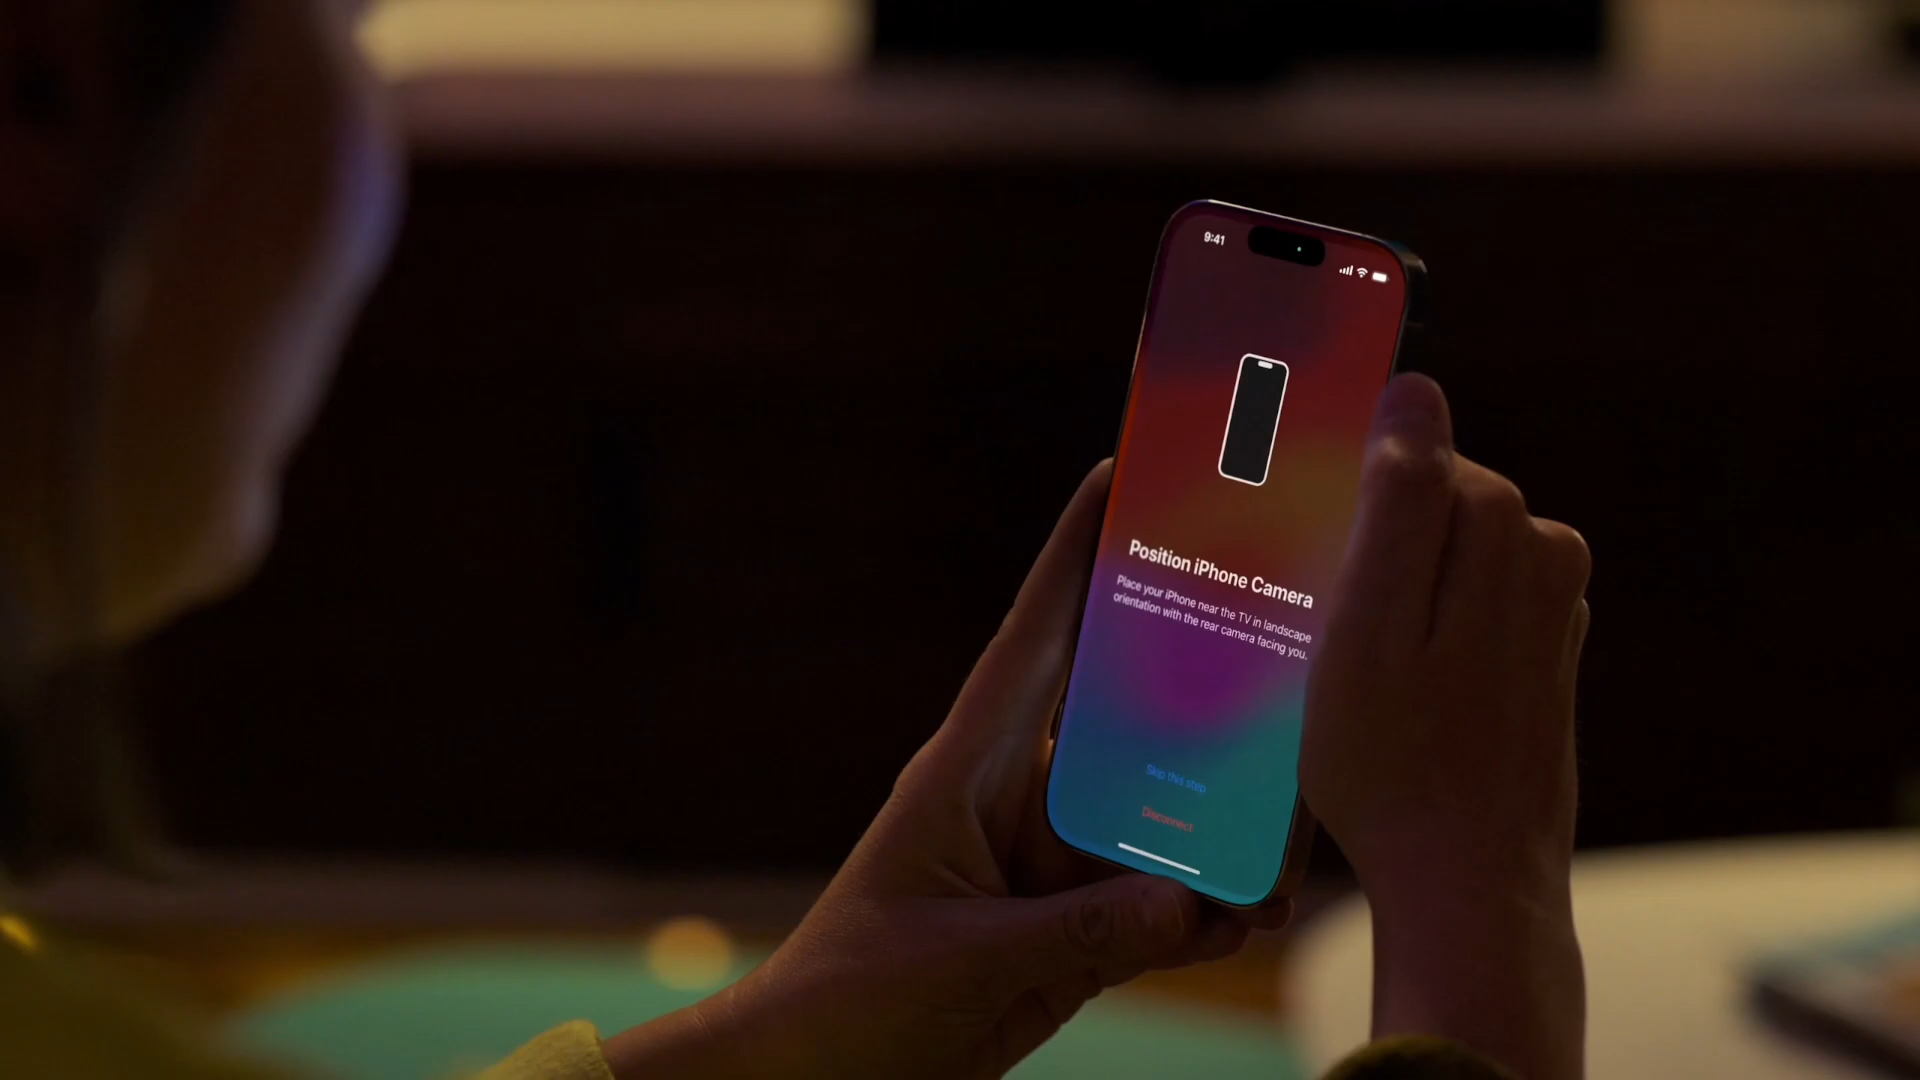 9:41
Position iPhone Camera
Place your iPhone near the TV in landscape
orientation with the rear camera facing you.
Skip this step
Disconnect